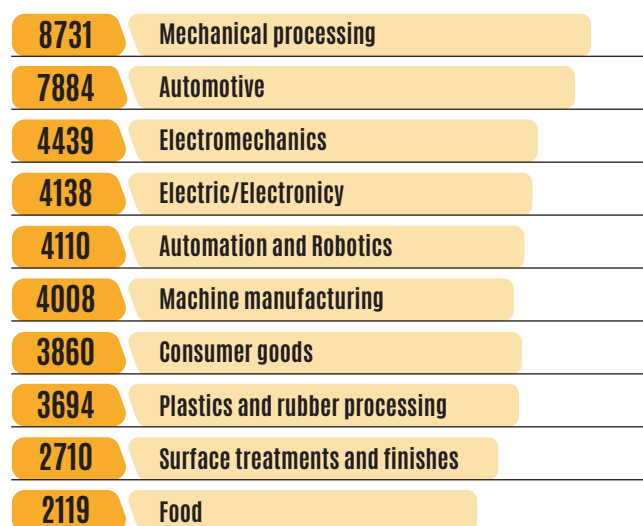 8731 Mechanical processing
7884 Automotive
4439 Electromechanics
4138 Electric/Electronicy
4110 Automation and Robotics
4008 Machine manufacturing
3860 Consumer goods
3694 Plastics and rubber processing
2710 Surface treatments and finishes
2119 Food